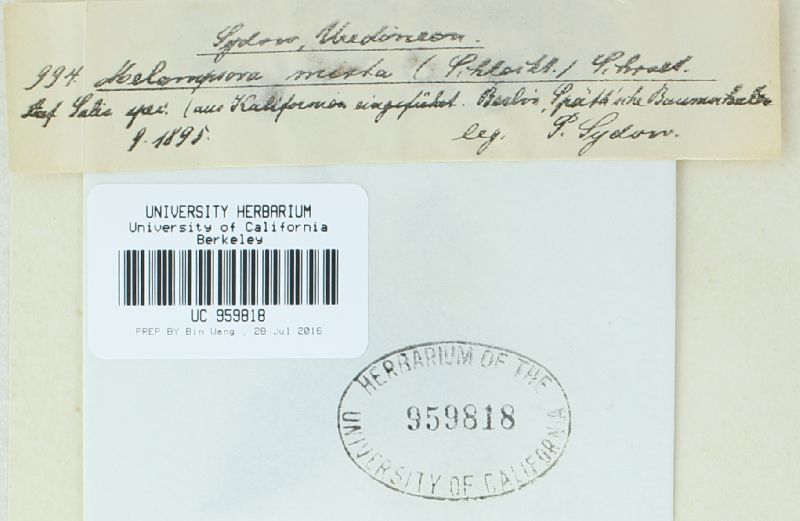 Sydow, Uredineen.
994. Melampsora mixta (Schlecht.) Schroet.
Auf Salix spec. (aus Kalifornien eingeführt. Berlin, Späth'sche Baumschule
9. 1895. leg. P. Sydow.
UNIVERSITY HERBARIUM
University of California
Berkeley
UC 959818
PREP BY Bin Wang , 28 Jul 2016
HERBARIUM OF THE
959818
UNIVERSITY OF CALIFORNIA